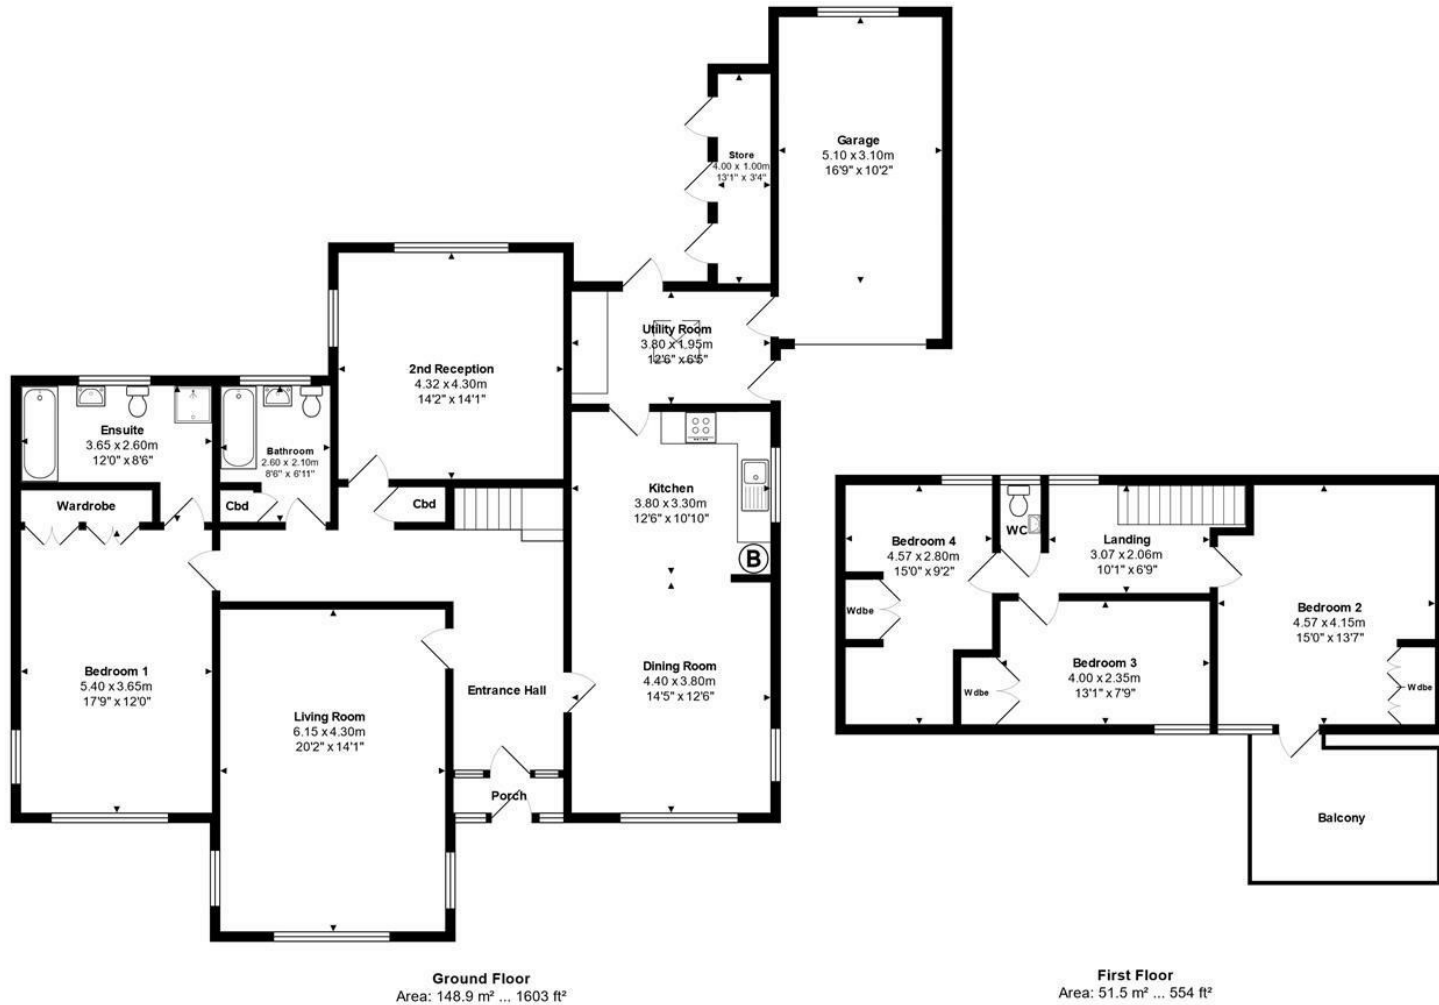 Garage
5.10 x 3.10m
16'9" x 10'2"
Store
4.00 x 1.00m
13'1" x 3'4"
Utility Room
3.80 x 1.95m
12'6" x 6'5"
2nd Reception
4.32 x 4.30m
14'2" x 14'1"
Ensuite
3.65 x 2.60m
12'0" x 8'6"
Bathroom
2.60 x 2.10m
8'6" x 6'11"
Wardrobe
Cbd
Cbd
Kitchen
3.80 x 3.30m
12'6" x 10'10"
B
Bedroom 1
5.40 x 3.65m
17'9" x 12'0"
Living Room
6.15 x 4.30m
20'2" x 14'1"
Entrance Hall
Dining Room
4.40 x 3.80m
14'5" x 12'6"
Porch
Ground Floor
Area: 148.9 m² ... 1603 ft²
Bedroom 4
4.57 x 2.80m
15'0" x 9'2"
WC
Landing
3.07 x 2.06m
10'1" x 6'9"
Wdbe
Bedroom 2
4.57 x 4.15m
15'0" x 13'7"
Bedroom 3
4.00 x 2.35m
13'1" x 7'9"
Wdbe
Wdbe
Balcony
First Floor
Area: 51.5 m² ... 554 ft²